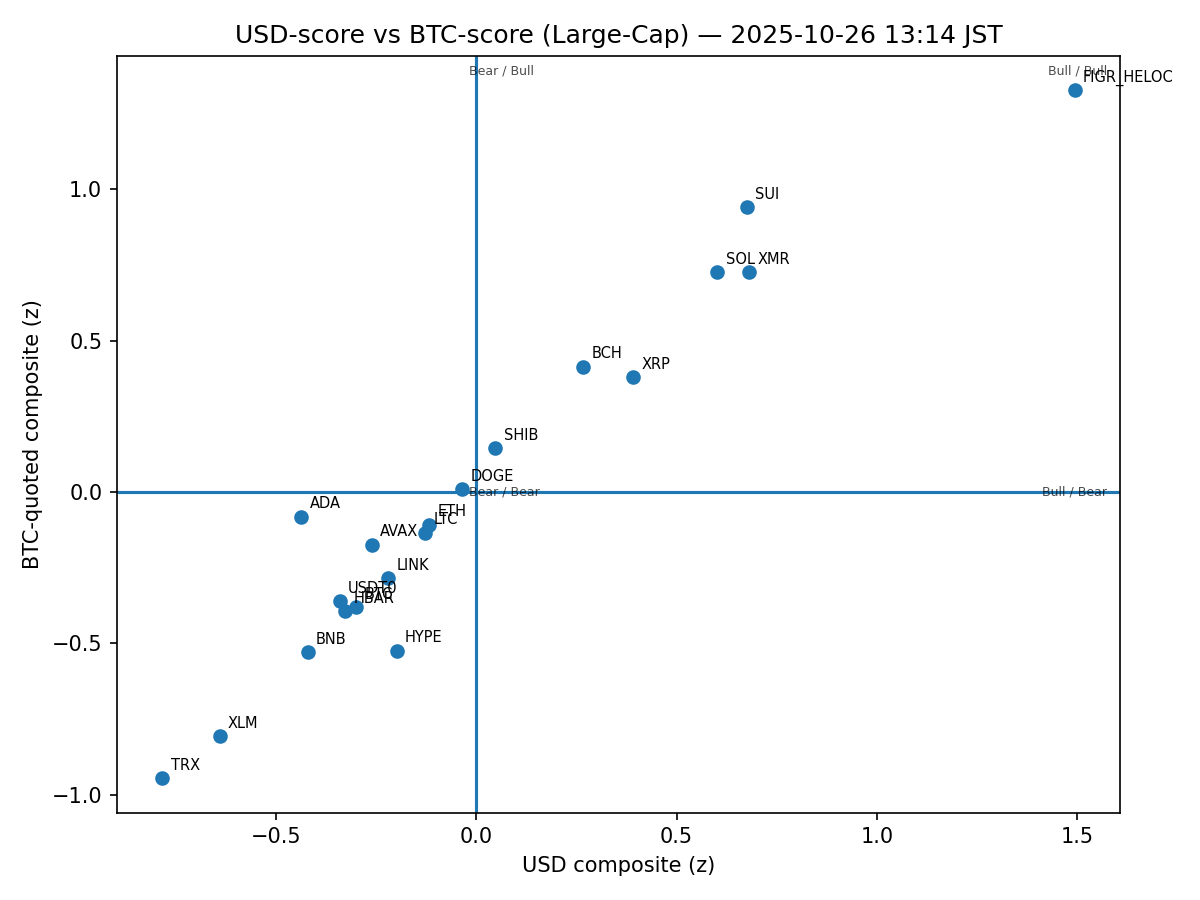 USD-score vs BTC-score (Large-Cap) — 2025-10-26 13:14 JST
Bear / Bull
Bull / Bull
FIGR_HELOC
SUI
SOL
XMR
BCH
XRP
SHIB
DOGE
Bear / Bear
Bull / Bear
ADA
ETH
LTC
AVAX
LINK
USDT0
BTC
HBAR
BNB
HYPE
XLM
TRX
1.0
0.5
0.0
−0.5
−1.0
BTC-quoted composite (z)
−0.5
0.0
0.5
1.0
1.5
USD composite (z)